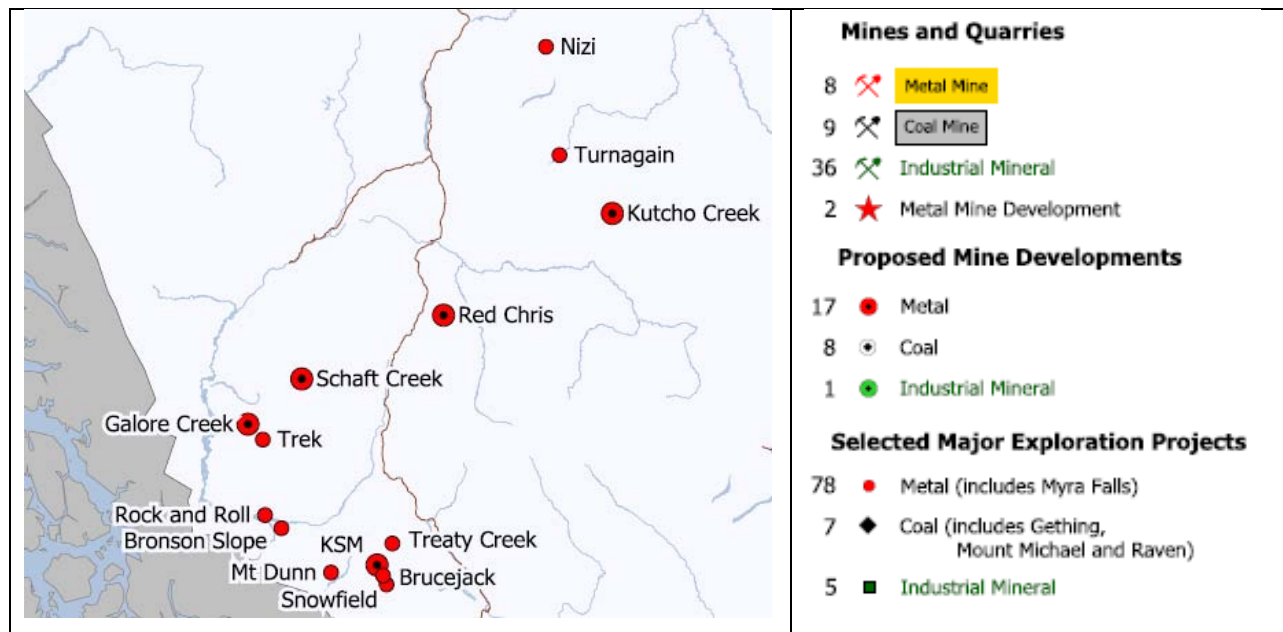 Nizi
Turnagain
Kutcho Creek
Red Chris
Schaft Creek
Galore Creek
Trek
Rock and Roll
Bronson Slope
KSM
Treaty Creek
Mt Dunn
Brucejack
Snowfield
Mines and Quarries
8 Metal Mine
9 Coal Mine
36 Industrial Mineral
2 Metal Mine Development
Proposed Mine Developments
17 Metal
8 Coal
1 Industrial Mineral
Selected Major Exploration Projects
78 Metal (includes Myra Falls)
7 Coal (includes Gething,
Mount Michael and Raven)
5 Industrial Mineral